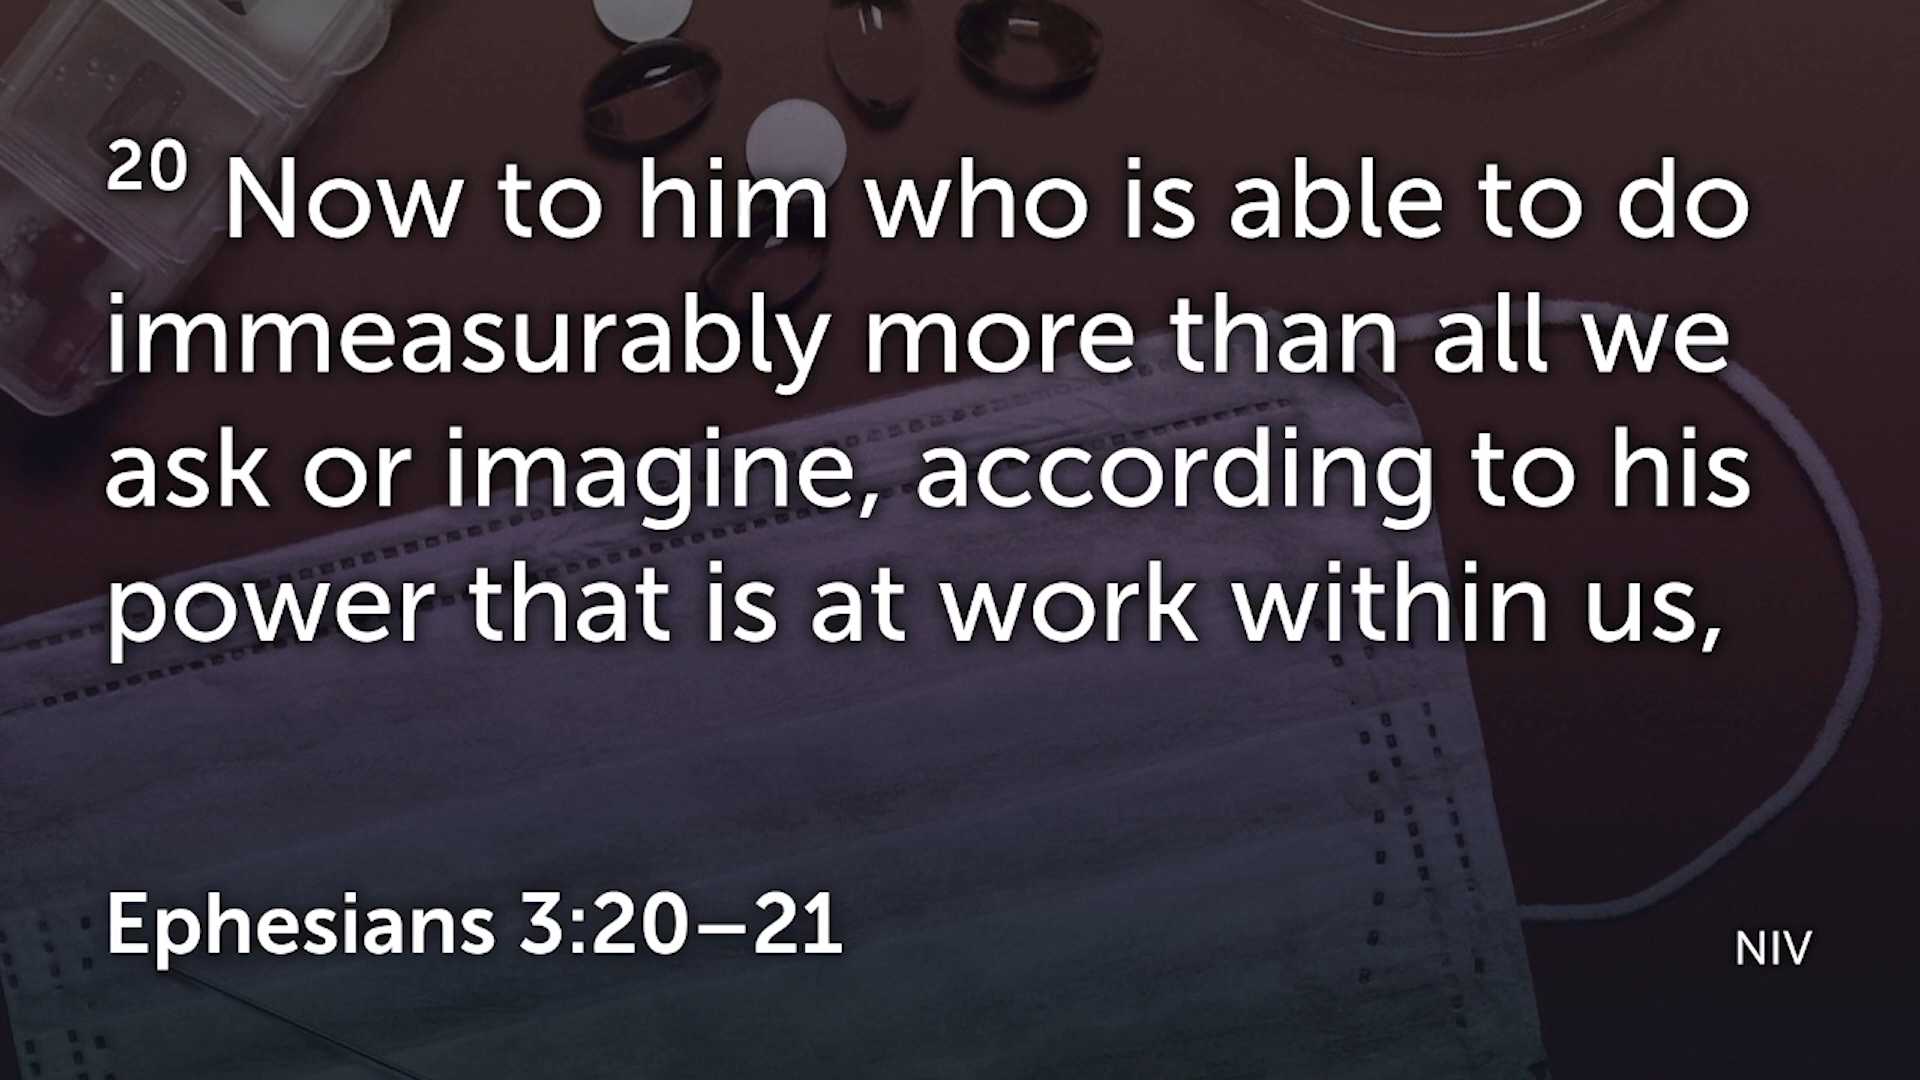 20 Now to him who is able to do
immeasurably more than all we
ask or imagine, according to his
power that is at work within us,
Ephesians 3:20–21
NIV